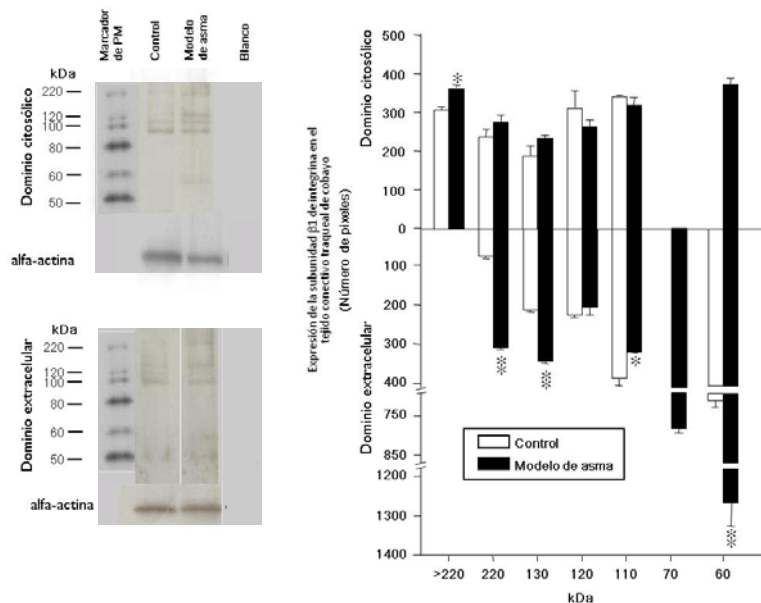 Marcador
de PM
Control
Modelo
de asma
Blanco
kDa
220
120
100
80
60
50
Dominio citosólico
alfa-actina
kDa
220
120
100
80
60
50
Dominio extracelular
alfa-actina
Expresión de la subunidad β1 de integrina en el
tejido conectivo traqueal de cobayo
(Número de pixeles)
Dominio citosólico
Dominio extracelular
500
400
300
200
100
0
100
200
300
400
750
850
1200
1300
1400
*
**
**
*
**
Control
Modelo de asma
>220 220 130 120 110 70 60
kDa